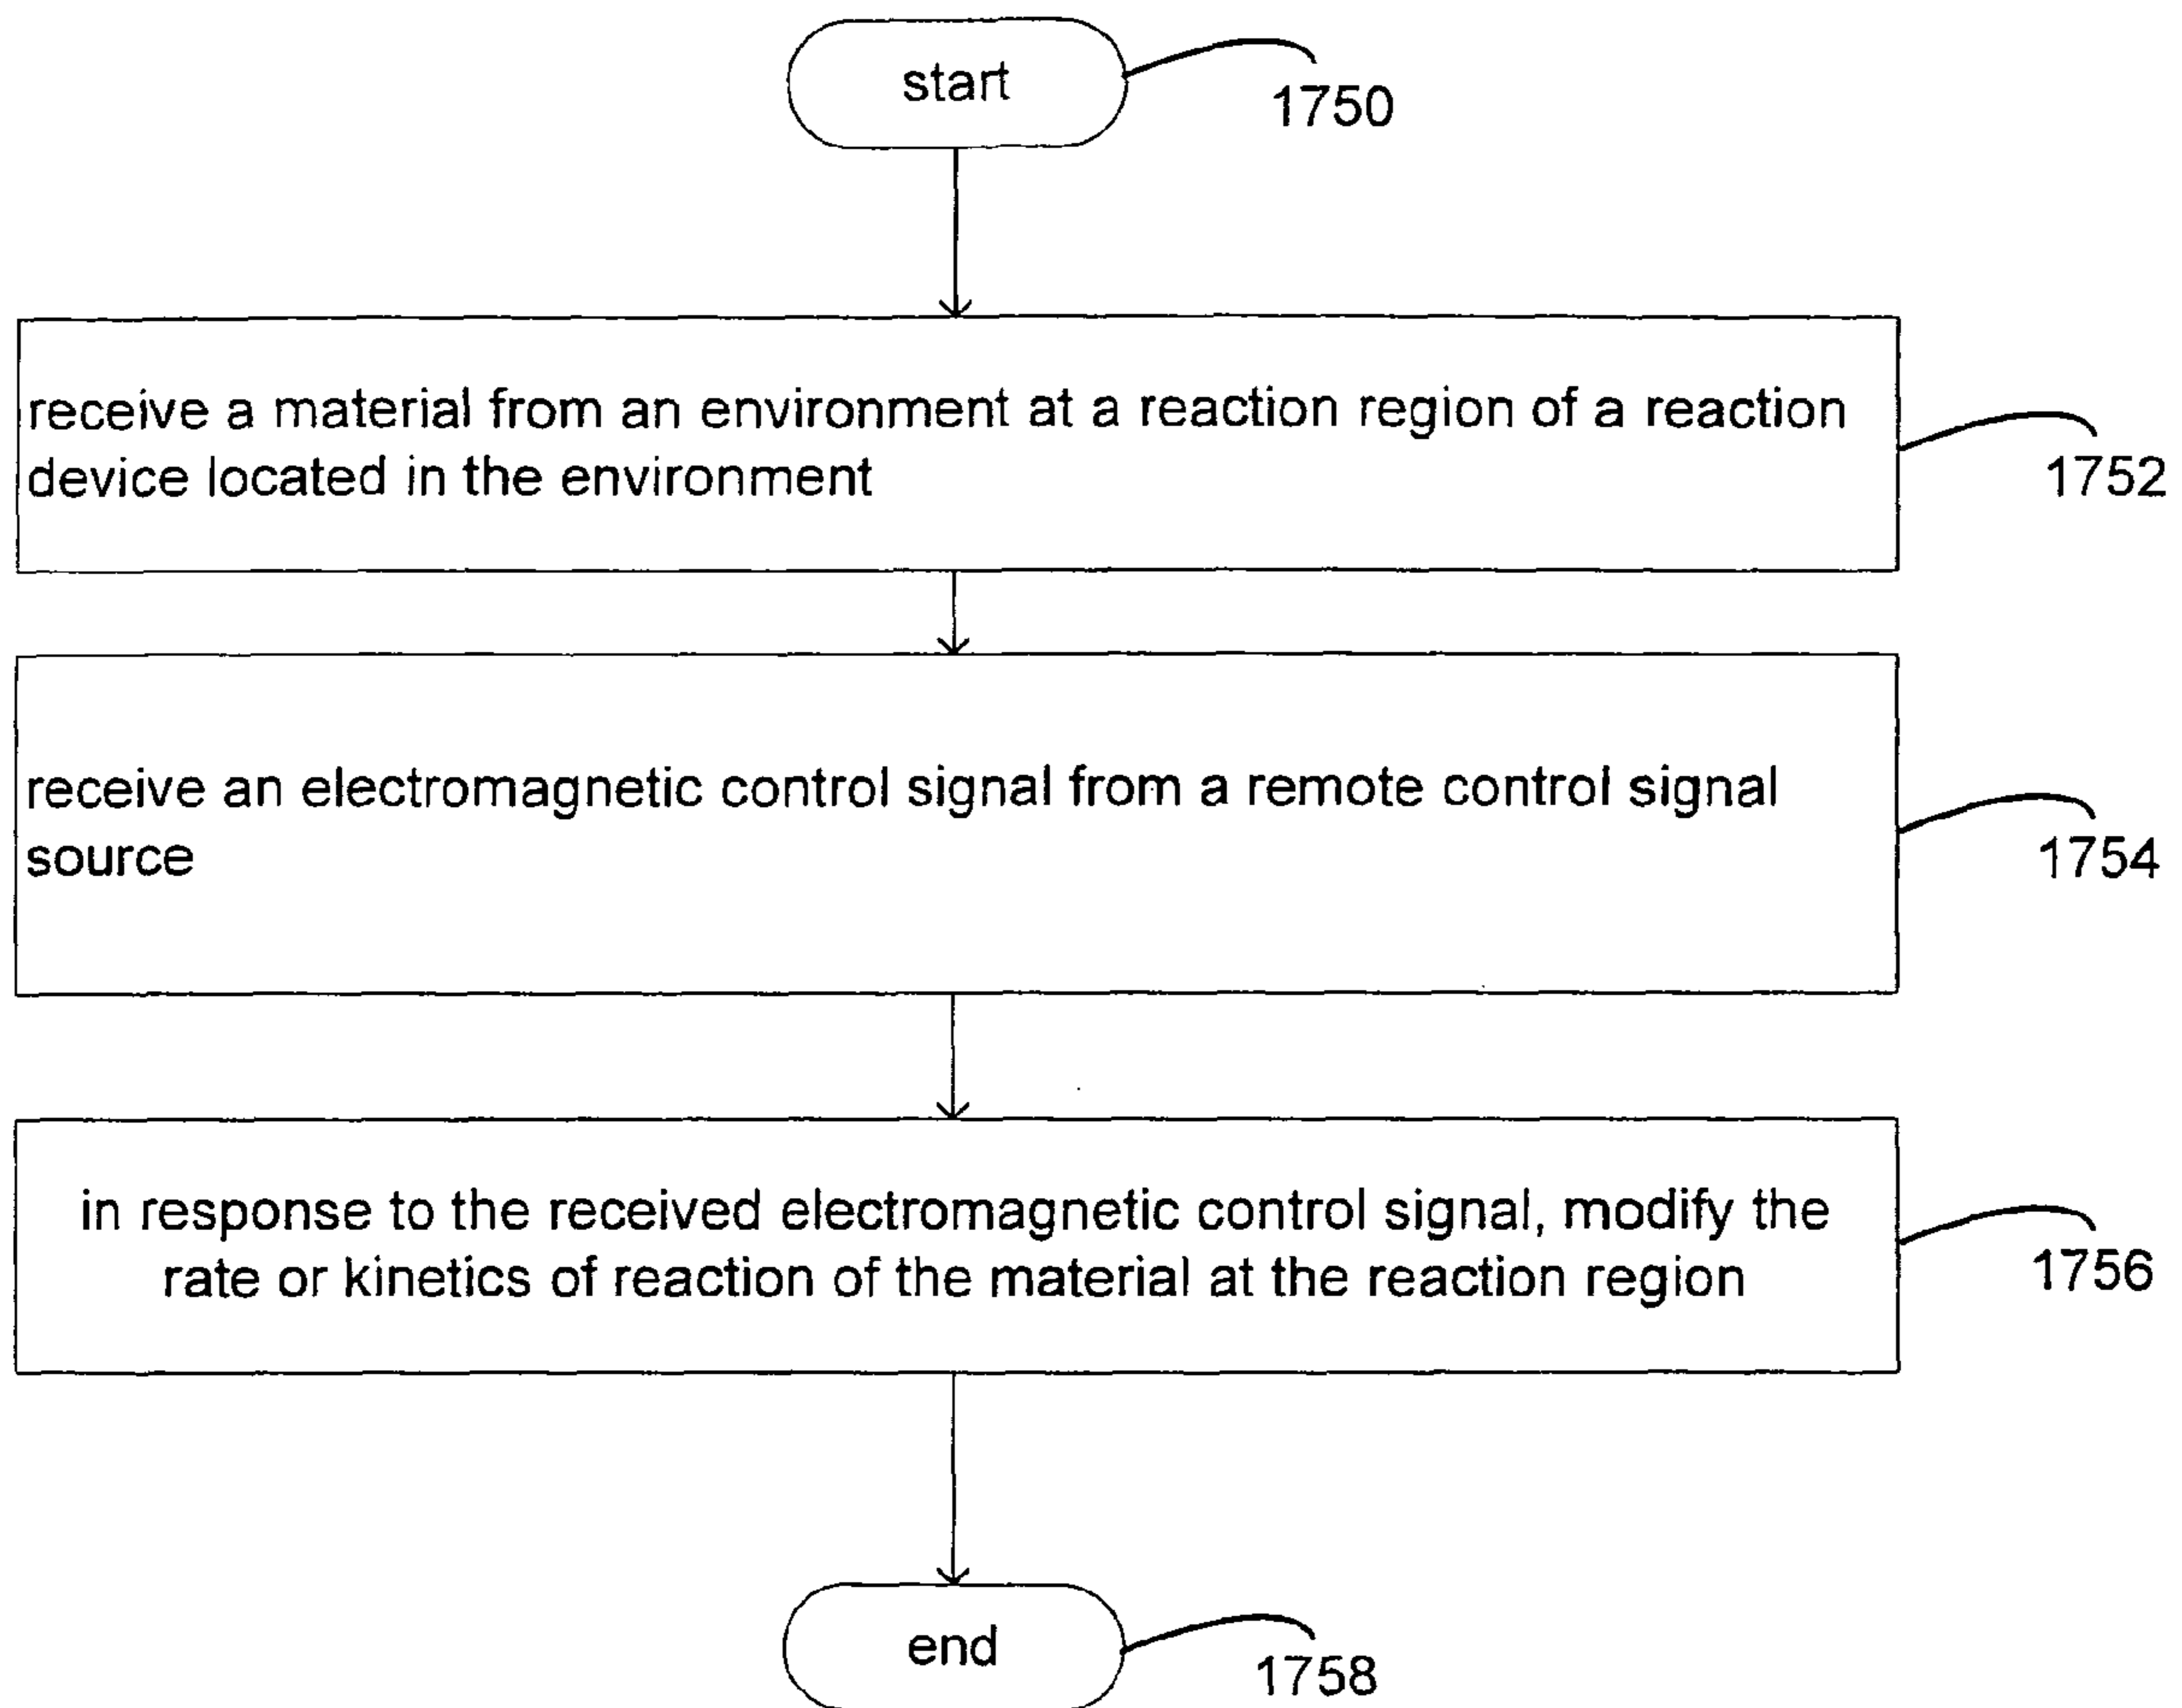 start
1750
receive a material from an environment at a reaction region of a reaction
device located in the environment
1752
receive an electromagnetic control signal from a remote control signal
source
1754
in response to the received electromagnetic control signal, modify the
rate or kinetics of reaction of the material at the reaction region
1756
end
1758